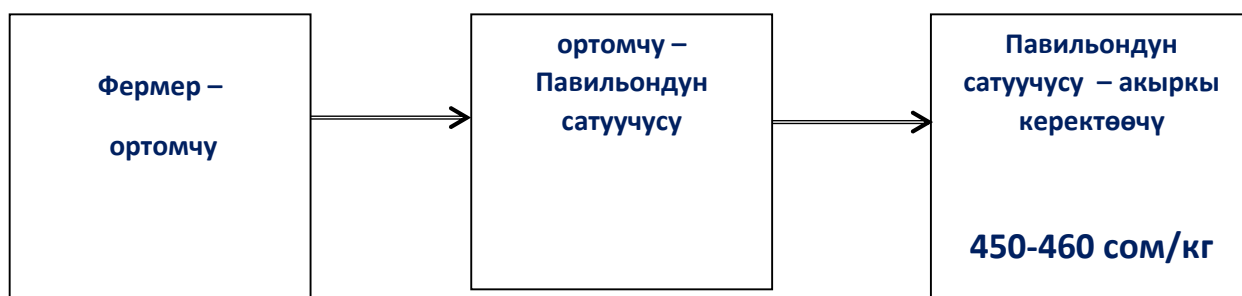 Фермер –
ортомчу
ортомчу –
Павильондун
сатуучусу
Павильондун
сатуучусу – акыркы
керектөөчү
450-460 сом/кг